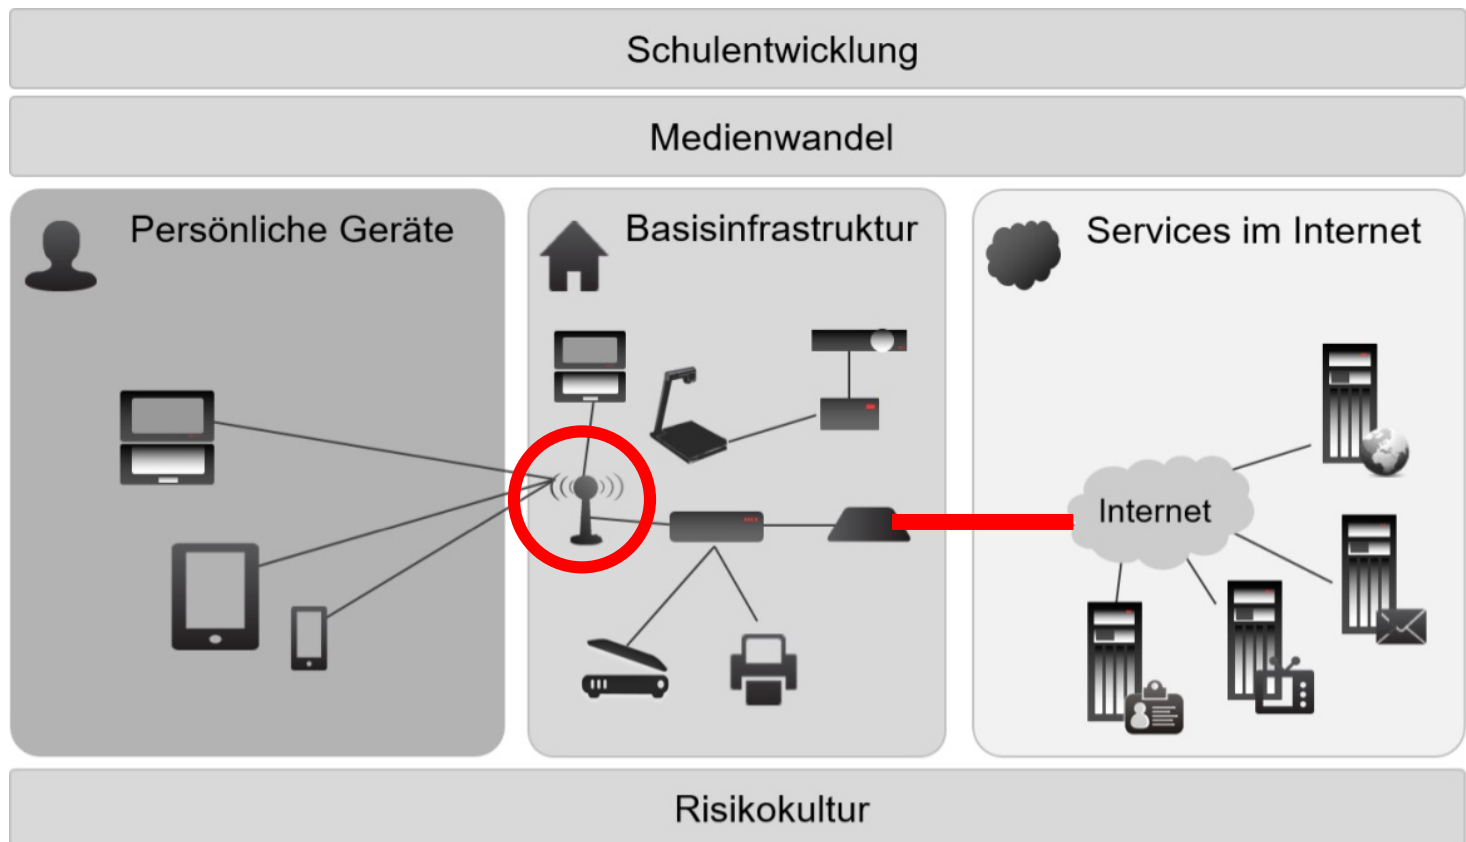 Schulentwicklung
Medienwandel
Persönliche Geräte
Basisinfrastruktur
Services im Internet
Internet
Risikokultur